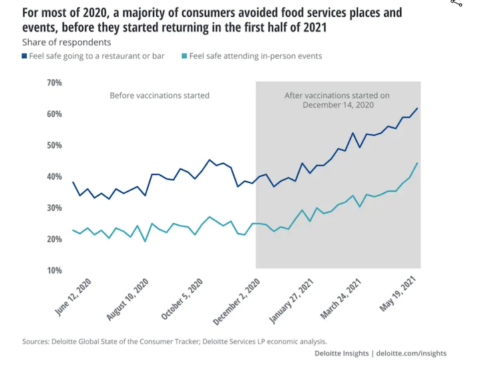 For most of 2020, a majority of consumers avoided food services places and
events, before they started returning in the first half of 2021
Share of respondents
Feel safe going to a restaurant or bar Feel safe attending in-person events
70%
Before vaccinations started
After vaccinations started on
December 14, 2020
60%
50%
40%
30%
20%
10%
June 12, 2020
August 10, 2020
October 5, 2020
December 2, 2020
January 27, 2021
March 24, 2021
May 19, 2021
Sources: Deloitte Global State of the Consumer Tracker; Deloitte Services LP economic analysis.
Deloitte Insights | deloitte.com/insights